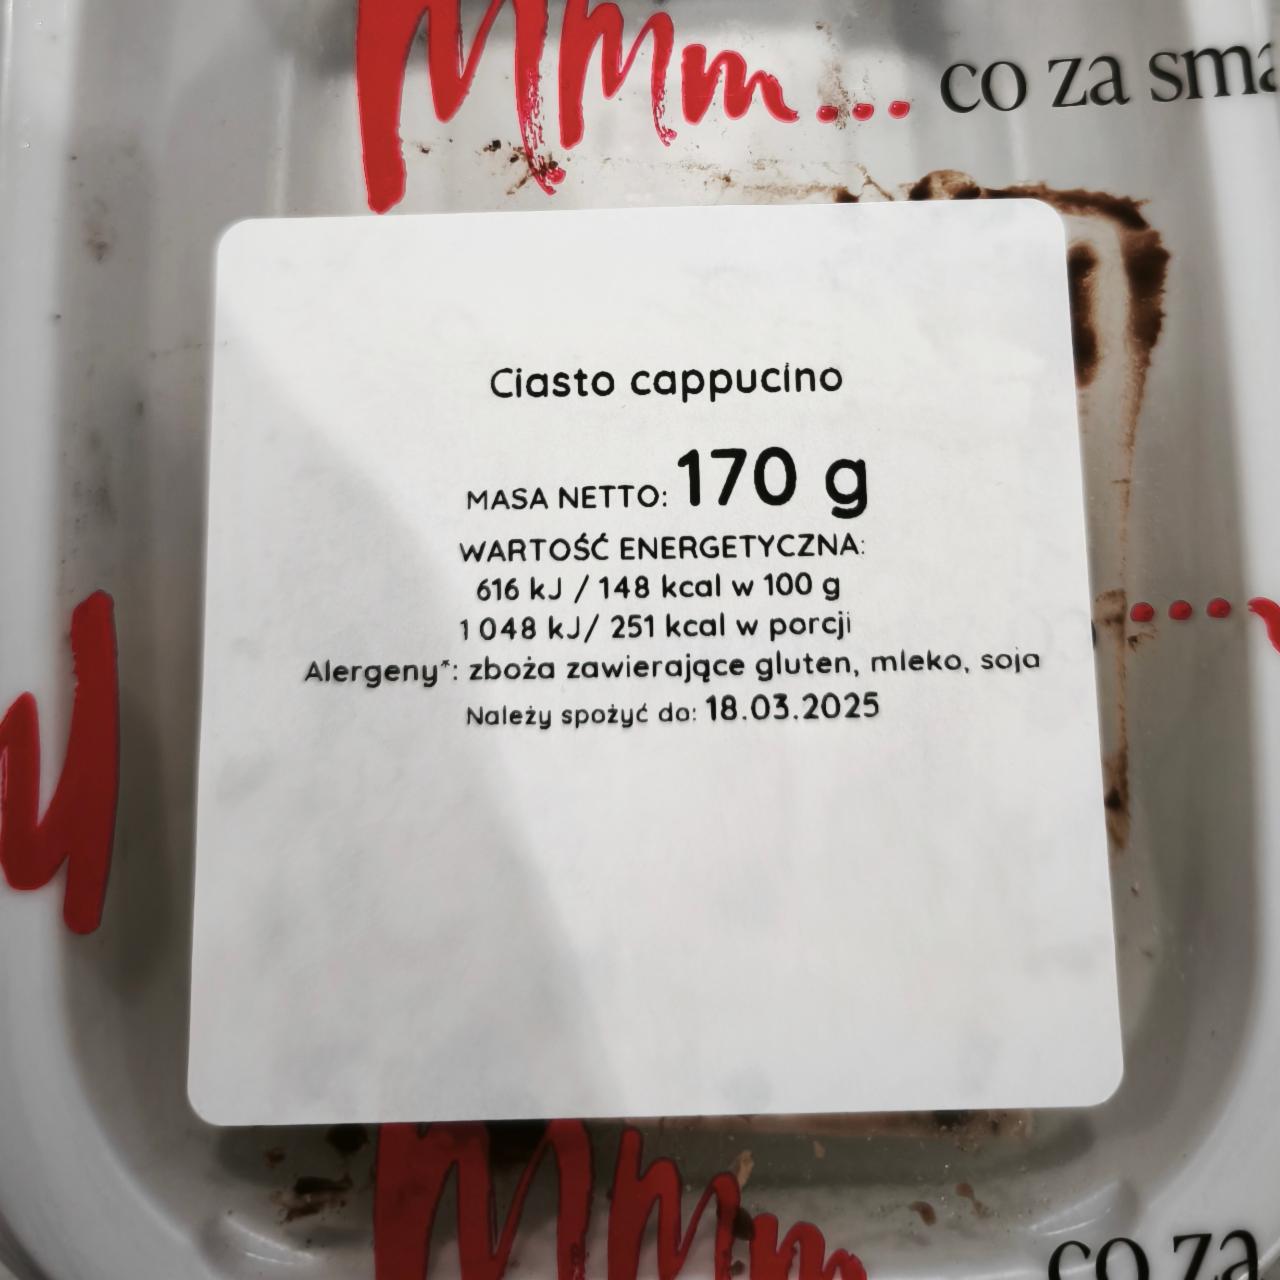 Mmm... co za sma
Ciasto cappucino
MASA NETTO: 170 g
WARTOŚĆ ENERGETYCZNA:
616 kJ / 148 kcal w 100 g
1 048 kJ/ 251 kcal w porcji
Alergeny*: zboża zawierające gluten, mleko, soja
Należy spożyć do: 18.03.2025
Mmm
co za